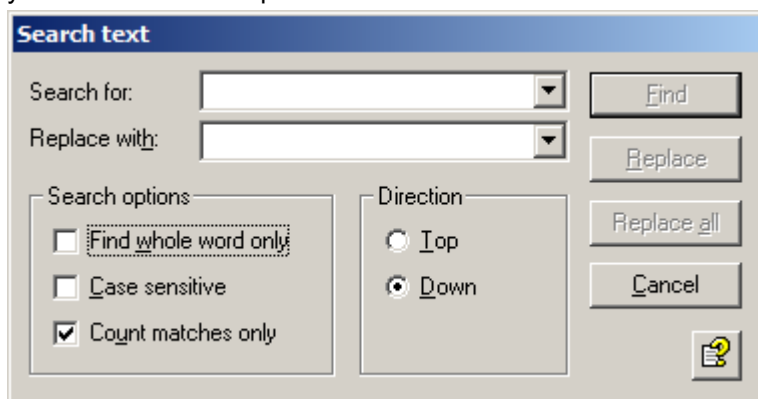 Search text
Search for:
Replace with:
Find
Replace
Replace all
Cancel
Search options
Find whole word only
Case sensitive
Count matches only
Direction
Top
Down